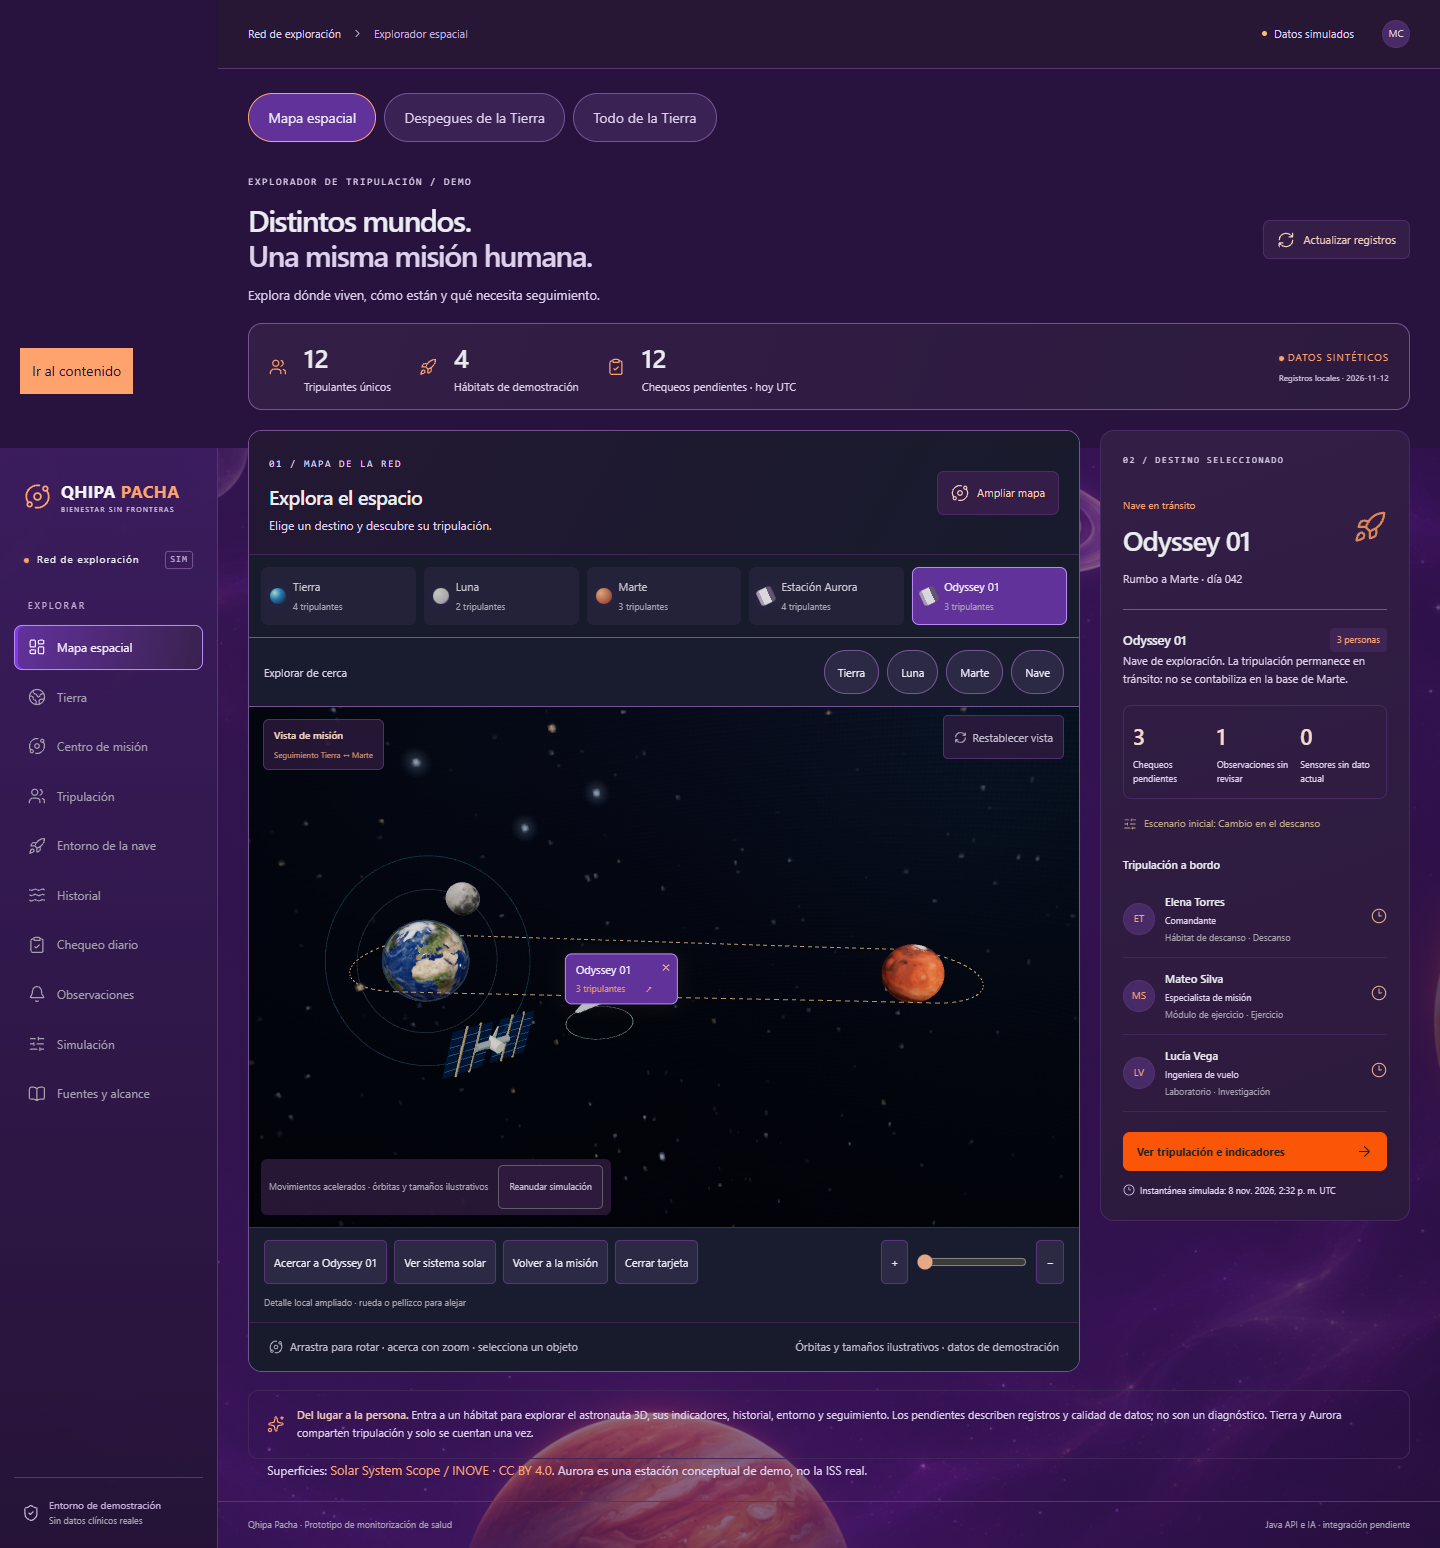 Red de exploración
Explorador espacial
Datos simulados
MC
Mapa espacial
Despegues de la Tierra
Todo de la Tierra
EXPLORADOR DE TRIPULACIÓN / DEMO
Distintos mundos.
Una misma misión humana.
Explora dónde viven, cómo están y qué necesita seguimiento.
Actualizar registros
Ir al contenido
12
Tripulantes únicos
4
Hábitats de demostración
12
Chequeos pendientes · hoy UTC
DATOS SINTÉTICOS
Registros locales · 2026-11-12
QHIPA PACHA
BIENESTAR SIN FRONTERAS
Red de exploración
SIM
EXPLORAR
Mapa espacial
Tierra
Centro de misión
Tripulación
Entorno de la nave
Historial
Chequeo diario
Observaciones
Simulación
Fuentes y alcance
Entorno de demostración
Sin datos clínicos reales
01 / MAPA DE LA RED
Explora el espacio
Elige un destino y descubre su tripulación.
Ampliar mapa
Tierra
4 tripulantes
Luna
2 tripulantes
Marte
3 tripulantes
Estación Aurora
4 tripulantes
Odyssey 01
3 tripulantes
Explorar de cerca
Tierra
Luna
Marte
Nave
Vista de misión
Seguimiento Tierra ↔ Marte
Restablecer vista
Odyssey 01
3 tripulantes
Movimientos acelerados · órbitas y tamaños ilustrativos
Reanudar simulación
Acercar a Odyssey 01
Ver sistema solar
Volver a la misión
Cerrar tarjeta
+
−
Detalle local ampliado · rueda o pellizco para alejar
Arrastra para rotar · acerca con zoom · selecciona un objeto
Órbitas y tamaños ilustrativos · datos de demostración
02 / DESTINO SELECCIONADO
Nave en tránsito
Odyssey 01
Rumbo a Marte · día 042
Odyssey 01
3 personas
Nave de exploración. La tripulación permanece en
tránsito: no se contabiliza en la base de Marte.
3
Chequeos
pendientes
1
Observaciones sin
revisar
0
Sensores sin dato
actual
Escenario inicial: Cambio en el descanso
Tripulación a bordo
ET
Elena Torres
Comandante
Hábitat de descanso · Descanso
MS
Mateo Silva
Especialista de misión
Módulo de ejercicio · Ejercicio
LV
Lucía Vega
Ingeniera de vuelo
Laboratorio · Investigación
Ver tripulación e indicadores
Instantánea simulada: 8 nov. 2026, 2:32 p. m. UTC
Del lugar a la persona. Entra a un hábitat para explorar el astronauta 3D, sus indicadores, historial, entorno y seguimiento. Los pendientes describen registros y calidad de datos; no son un diagnóstico. Tierra y Aurora
comparten tripulación y solo se cuentan una vez.
Superficies: Solar System Scope / INOVE · CC BY 4.0. Aurora es una estación conceptual de demo, no la ISS real.
Qhipa Pacha · Prototipo de monitorización de salud
Java API e IA · integración pendiente